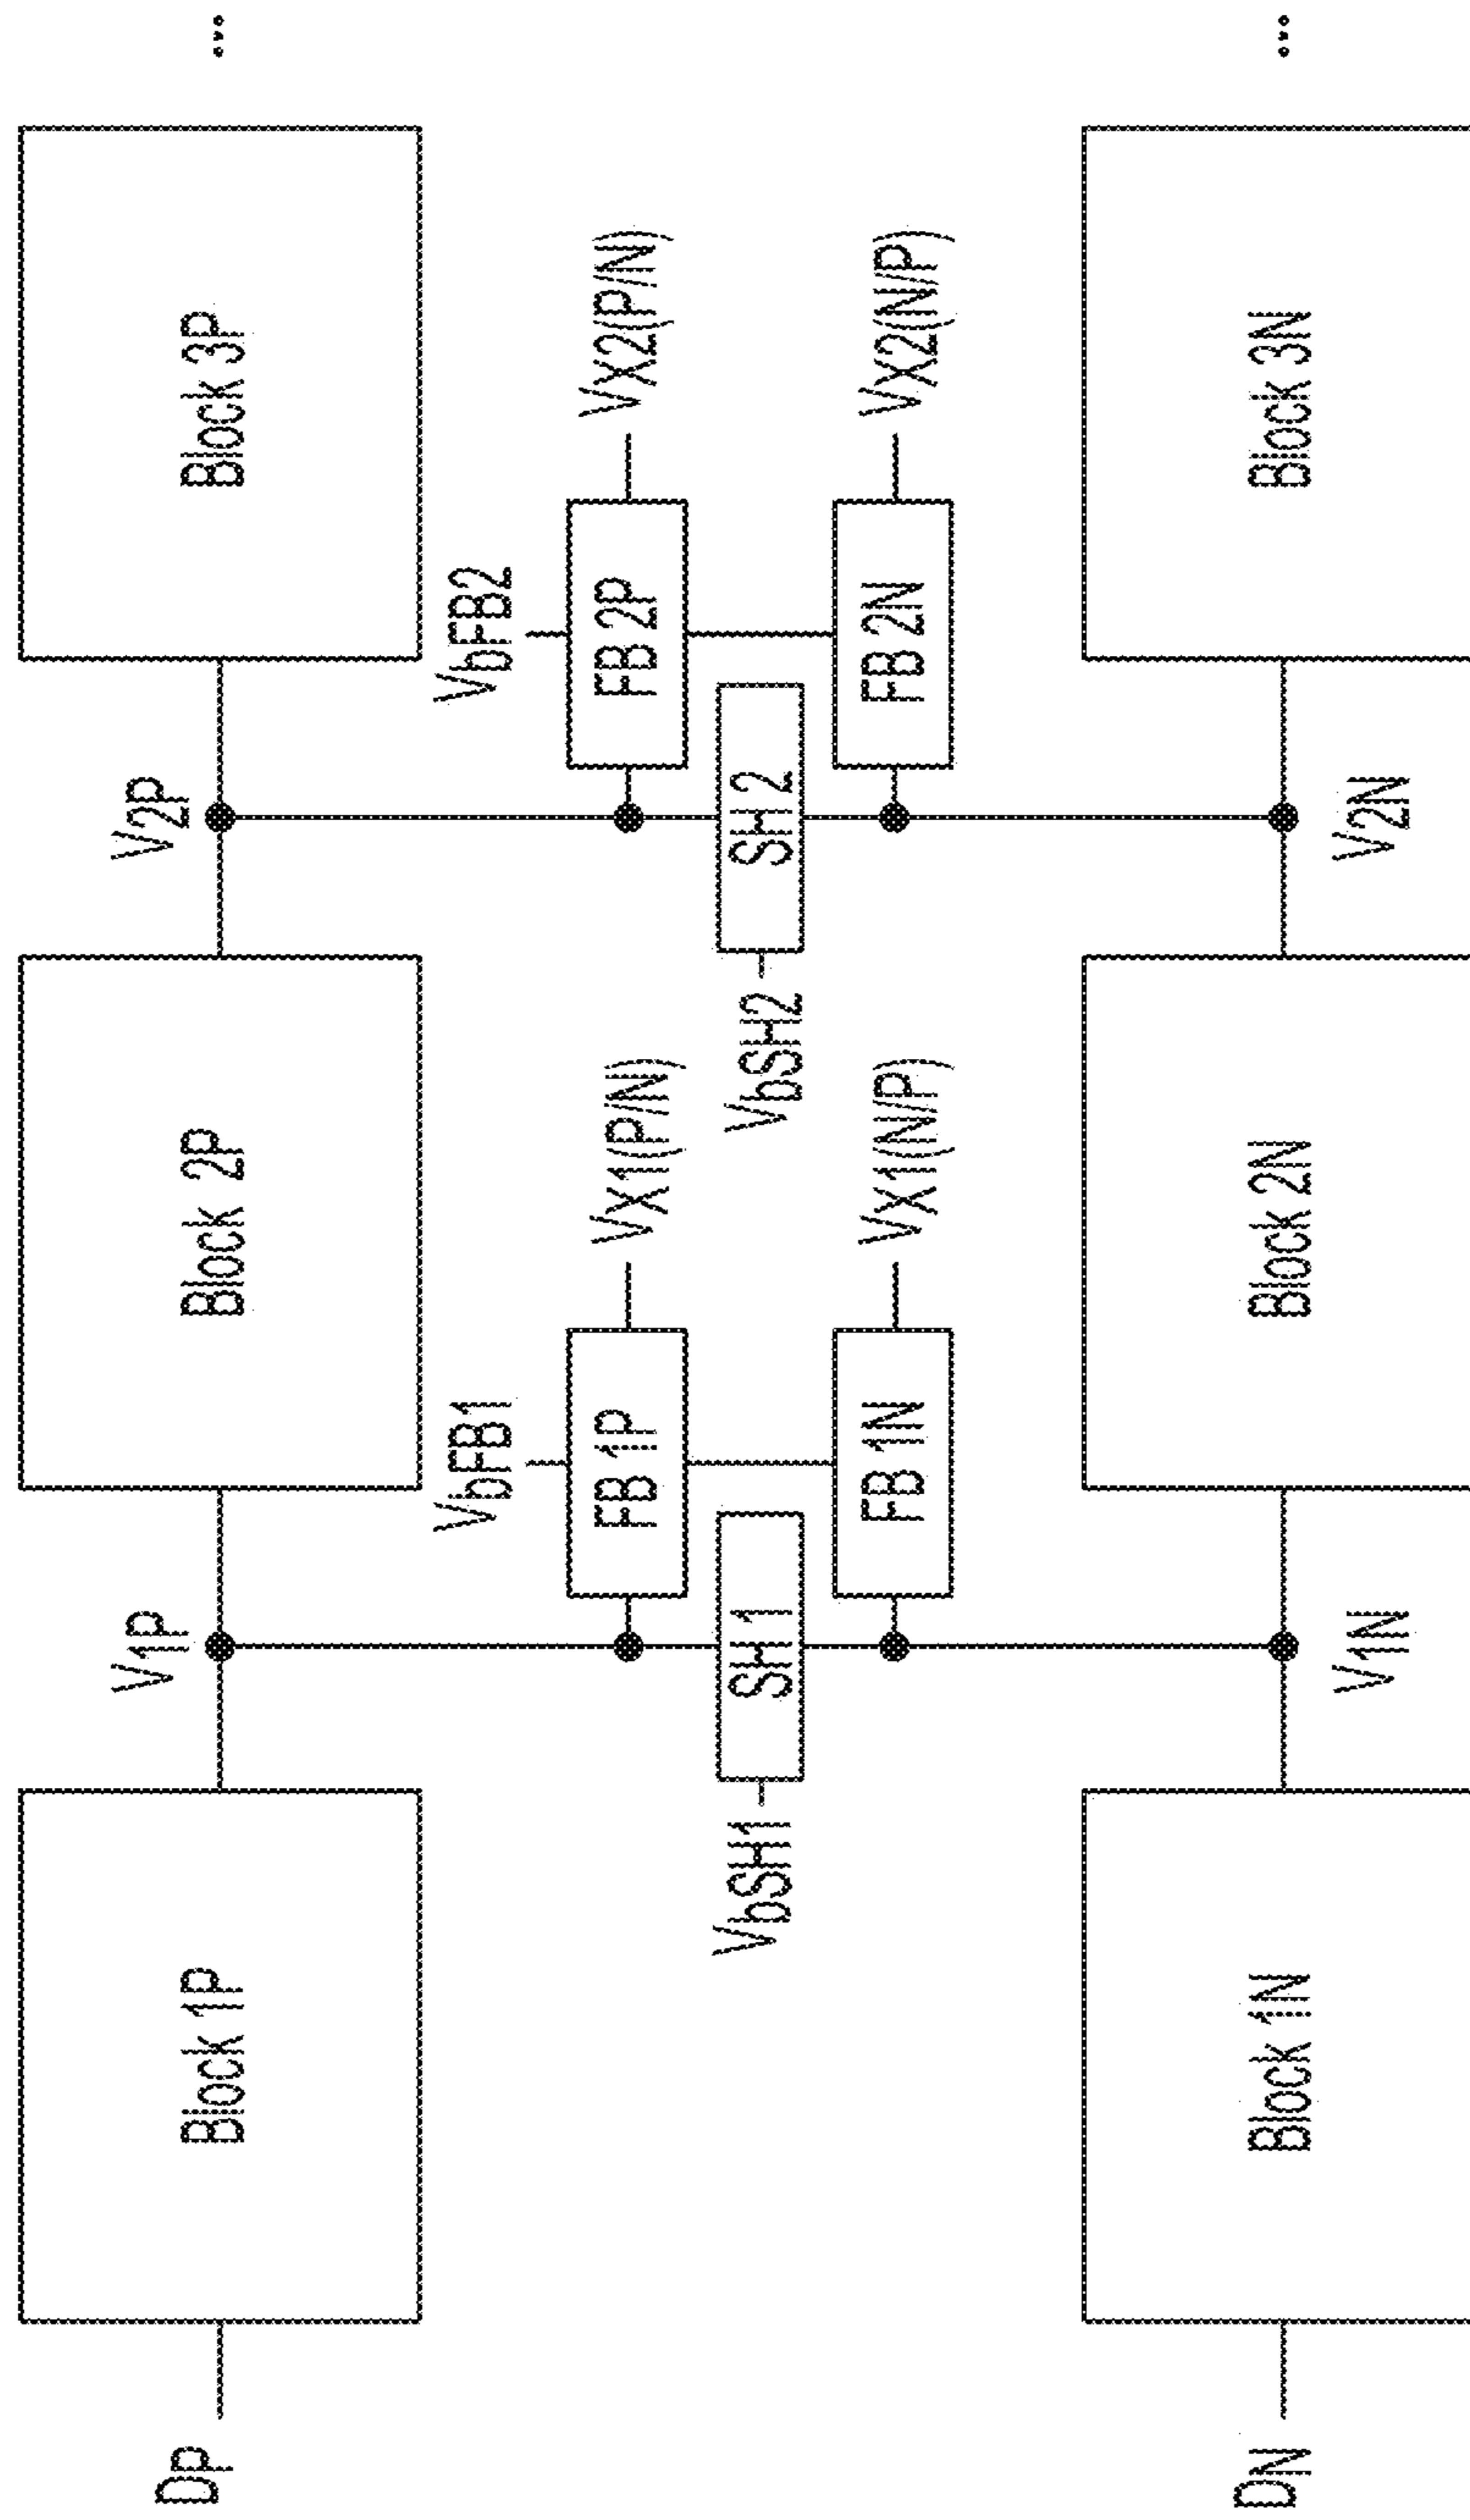 DP
Block 1P
V1P
Block 2P
V2P
Block 3P
...
VbFB1
FB 1P
VX1(P/N)
VbFB2
FB 2P
VX2(P/N)
VbSH1
SH 1
VbSH2
SH 2
FB 1N
VX1(N/P)
FB 2N
VX2(N/P)
DN
Block 1N
V1N
Block 2N
V2N
Block 3N
...